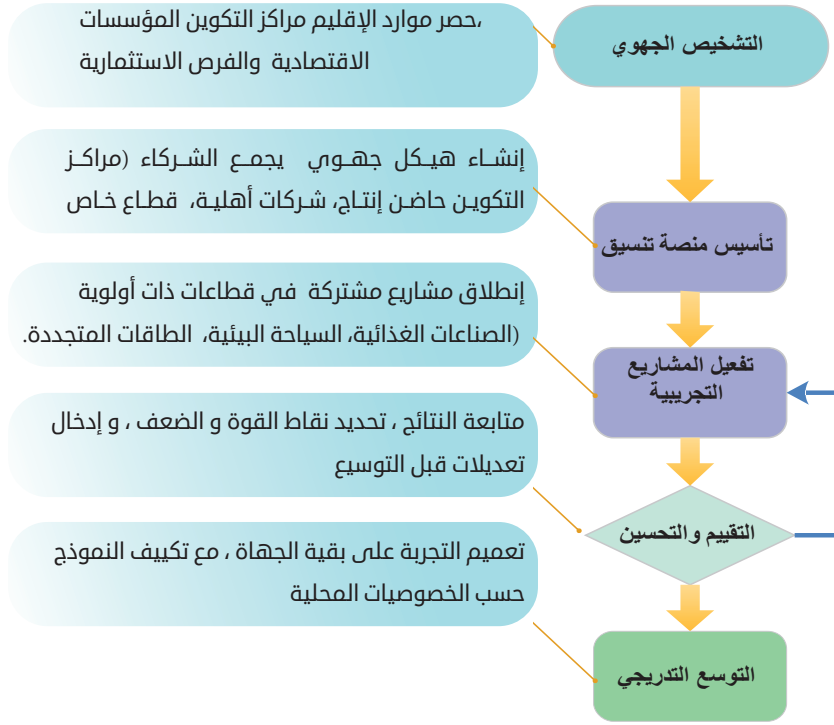 التشخيص الجهوي
،حصر موارد الإقليم مراكز التكوين المؤسسات
الاقتصادية والفرص الاستثمارية
تأسيس منصة تنسيق
إنشاء هيكل جهوي يجمع الشركاء (مراكز
التكوين حاضن إنتاج، شركات أهلية، قطاع خاص
تفعيل المشاريع
التجريبية
إنطلاق مشاريع مشتركة في قطاعات ذات أولوية
(الصناعات الغذائية، السياحة البيئية، الطاقات المتجددة.
التقييم والتحسين
متابعة النتائج ، تحديد نقاط القوة و الضعف ، و إدخال
تعديلات قبل التوسيع
التوسع التدريجي
تعميم التجربة على بقية الجهاة ، مع تكييف النموذج
حسب الخصوصيات المحلية